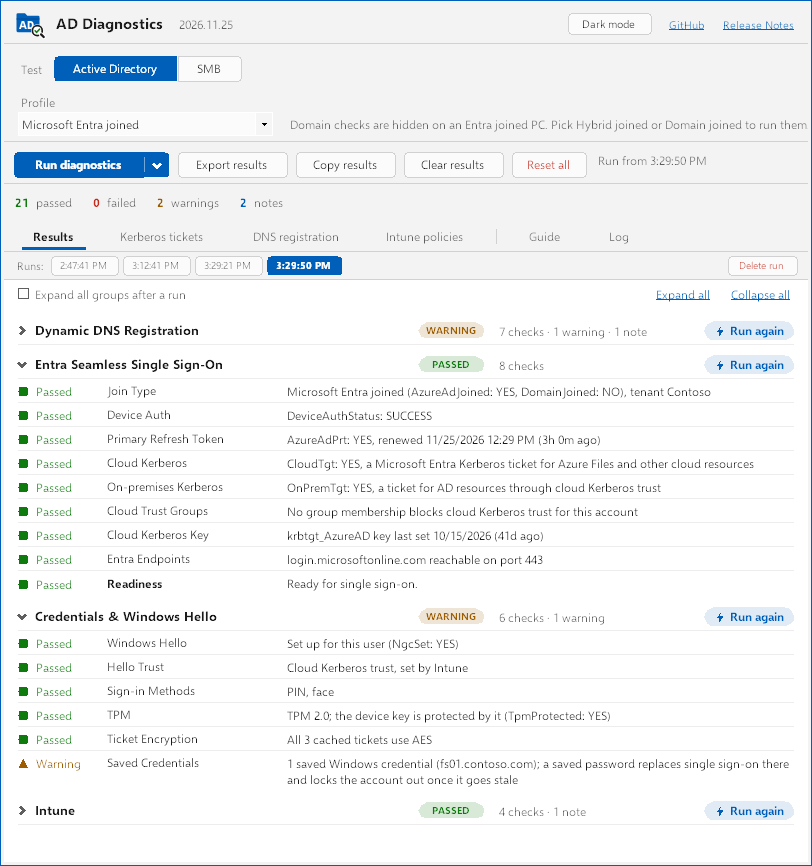 AD Diagnostics 2026.11.25 Dark mode GitHub Release Notes
Test Active Directory SMB
Profile
Microsoft Entra joined Domain checks are hidden on an Entra joined PC. Pick Hybrid joined or Domain joined to run them
Run diagnostics Export results Copy results Clear results Reset all Run from 3:29:50 PM
21 passed 0 failed 2 warnings 2 notes
Results Kerberos tickets DNS registration Intune policies Guide Log
Runs: 2:47:41 PM 3:12:41 PM 3:29:21 PM 3:29:50 PM Delete run
Expand all groups after a run Expand all Collapse all
Dynamic DNS Registration WARNING 7 checks · 1 warning · 1 note Run again
Entra Seamless Single Sign-On PASSED 8 checks Run again
Passed Join Type Microsoft Entra joined (AzureAdJoined: YES, DomainJoined: NO), tenant Contoso
Passed Device Auth DeviceAuthStatus: SUCCESS
Passed Primary Refresh Token AzureAdPrt: YES, renewed 11/25/2026 12:29 PM (3h 0m ago)
Passed Cloud Kerberos CloudTgt: YES, a Microsoft Entra Kerberos ticket for Azure Files and other cloud resources
Passed On-premises Kerberos OnPremTgt: YES, a ticket for AD resources through cloud Kerberos trust
Passed Cloud Trust Groups No group membership blocks cloud Kerberos trust for this account
Passed Cloud Kerberos Key krbtgt_AzureAD key last set 10/15/2026 (41d ago)
Passed Entra Endpoints login.microsoftonline.com reachable on port 443
Passed Readiness Ready for single sign-on.
Credentials & Windows Hello WARNING 6 checks · 1 warning Run again
Passed Windows Hello Set up for this user (NgcSet: YES)
Passed Hello Trust Cloud Kerberos trust, set by Intune
Passed Sign-in Methods PIN, face
Passed TPM TPM 2.0; the device key is protected by it (TpmProtected: YES)
Passed Ticket Encryption All 3 cached tickets use AES
Warning Saved Credentials 1 saved Windows credential (fs01.contoso.com); a saved password replaces single sign-on there
and locks the account out once it goes stale
Intune PASSED 4 checks · 1 note Run again